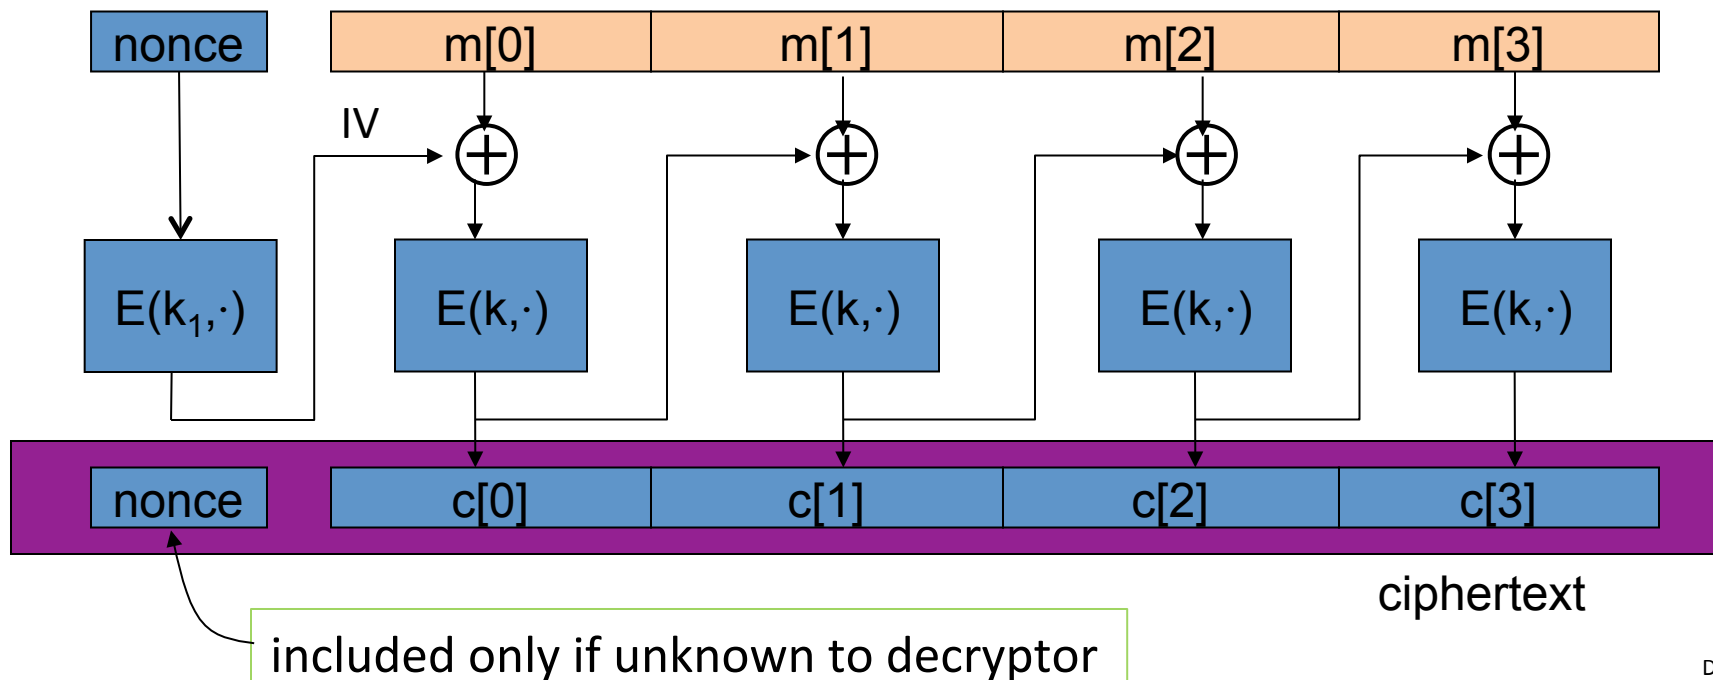 nonce m[0] m[1] m[2] m[3]
IV
E(k₁,·) E(k,·) E(k,·) E(k,·) E(k,·)
nonce c[0] c[1] c[2] c[3]
ciphertext
included only if unknown to decryptor
D